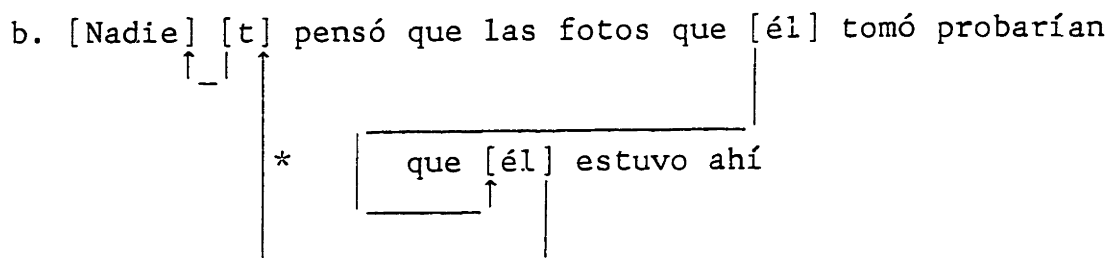 b. [Nadie] [t] pensó que las fotos que [él] tomó probarían
* que [él] estuvo ahí